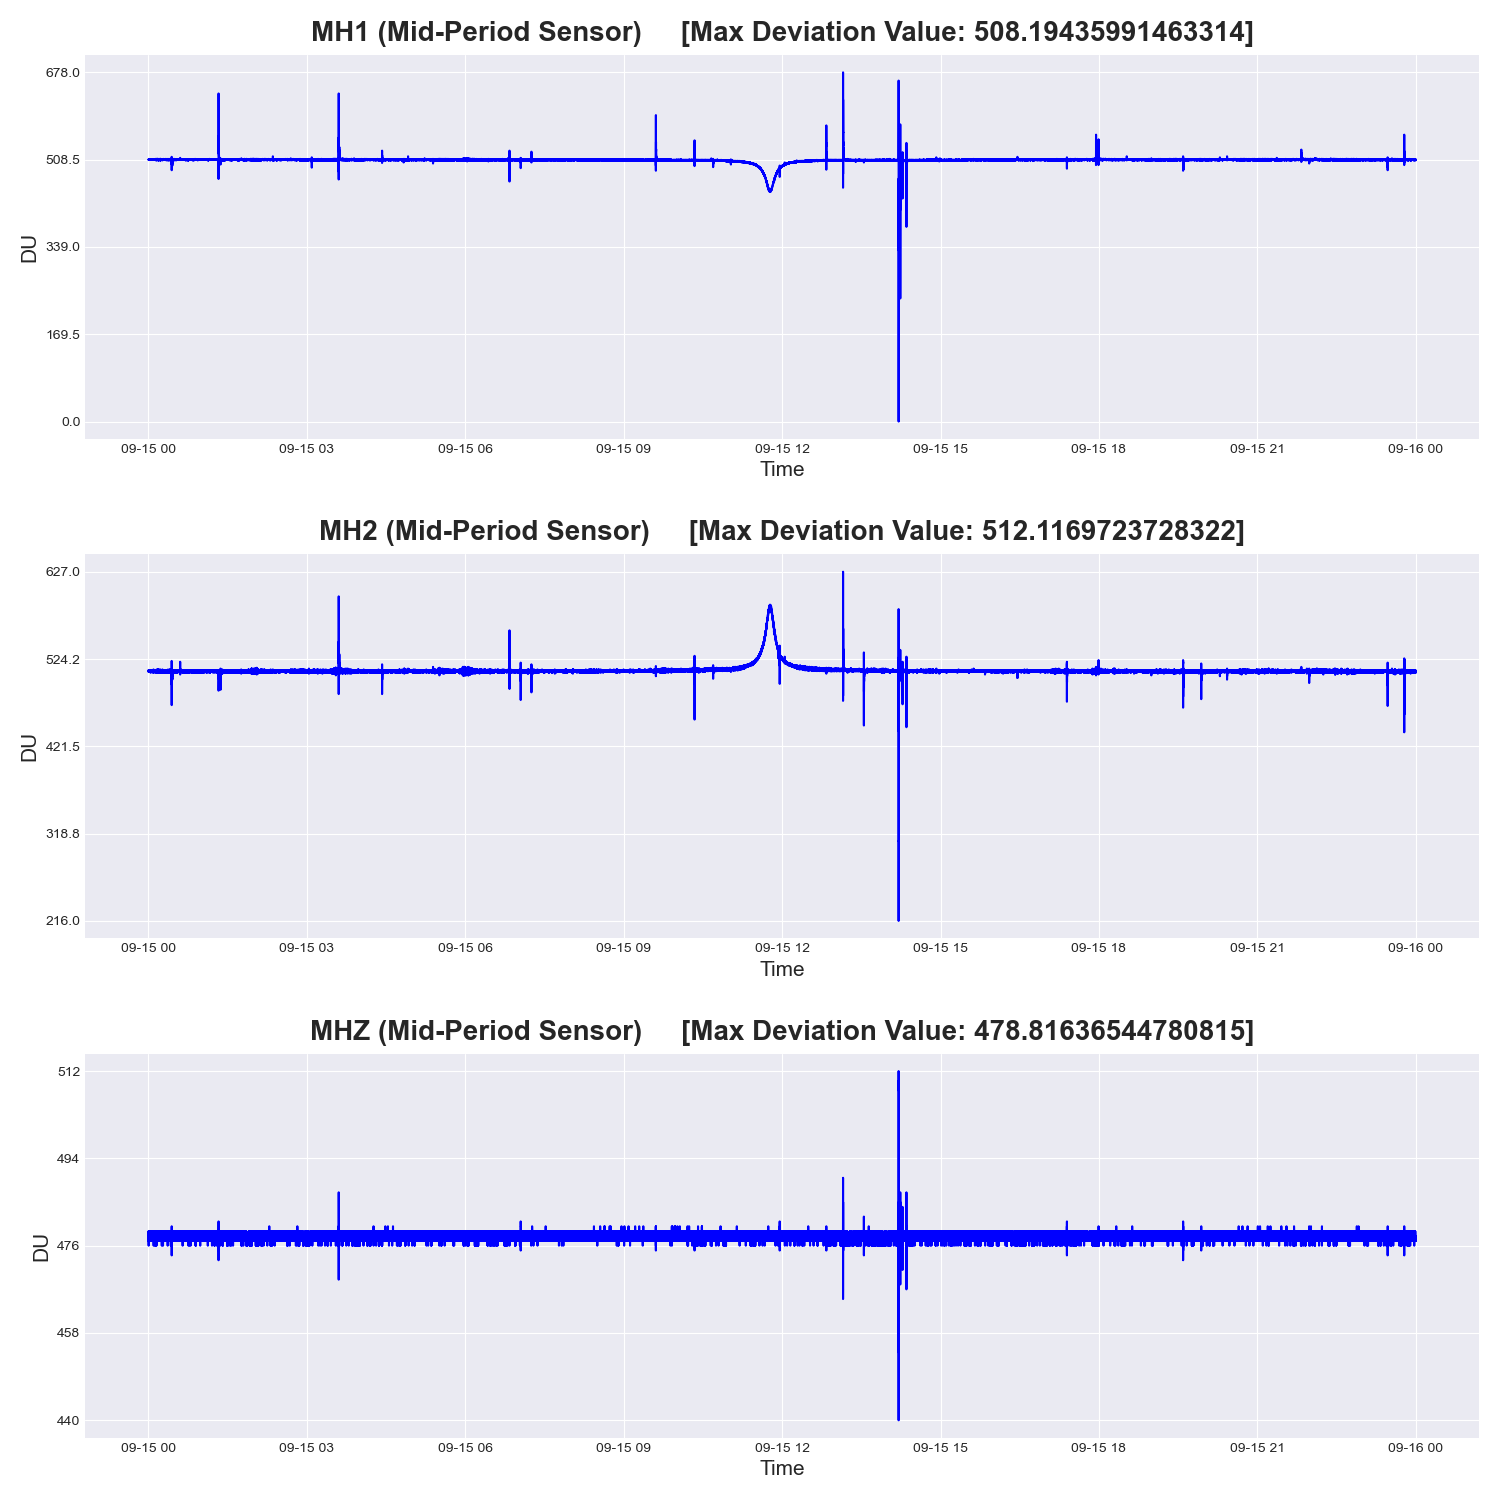 MH1 (Mid-Period Sensor) [Max Deviation Value: 508.19435991463314]
678.0
508.5
339.0
169.5
0.0
DU
09-15 00 09-15 03 09-15 06 09-15 09 09-15 12 09-15 15 09-15 18 09-15 21 09-16 00
Time
MH2 (Mid-Period Sensor) [Max Deviation Value: 512.1169723728322]
627.0
524.2
421.5
318.8
216.0
DU
09-15 00 09-15 03 09-15 06 09-15 09 09-15 12 09-15 15 09-15 18 09-15 21 09-16 00
Time
MHZ (Mid-Period Sensor) [Max Deviation Value: 478.81636544780815]
512
494
476
458
440
DU
09-15 00 09-15 03 09-15 06 09-15 09 09-15 12 09-15 15 09-15 18 09-15 21 09-16 00
Time